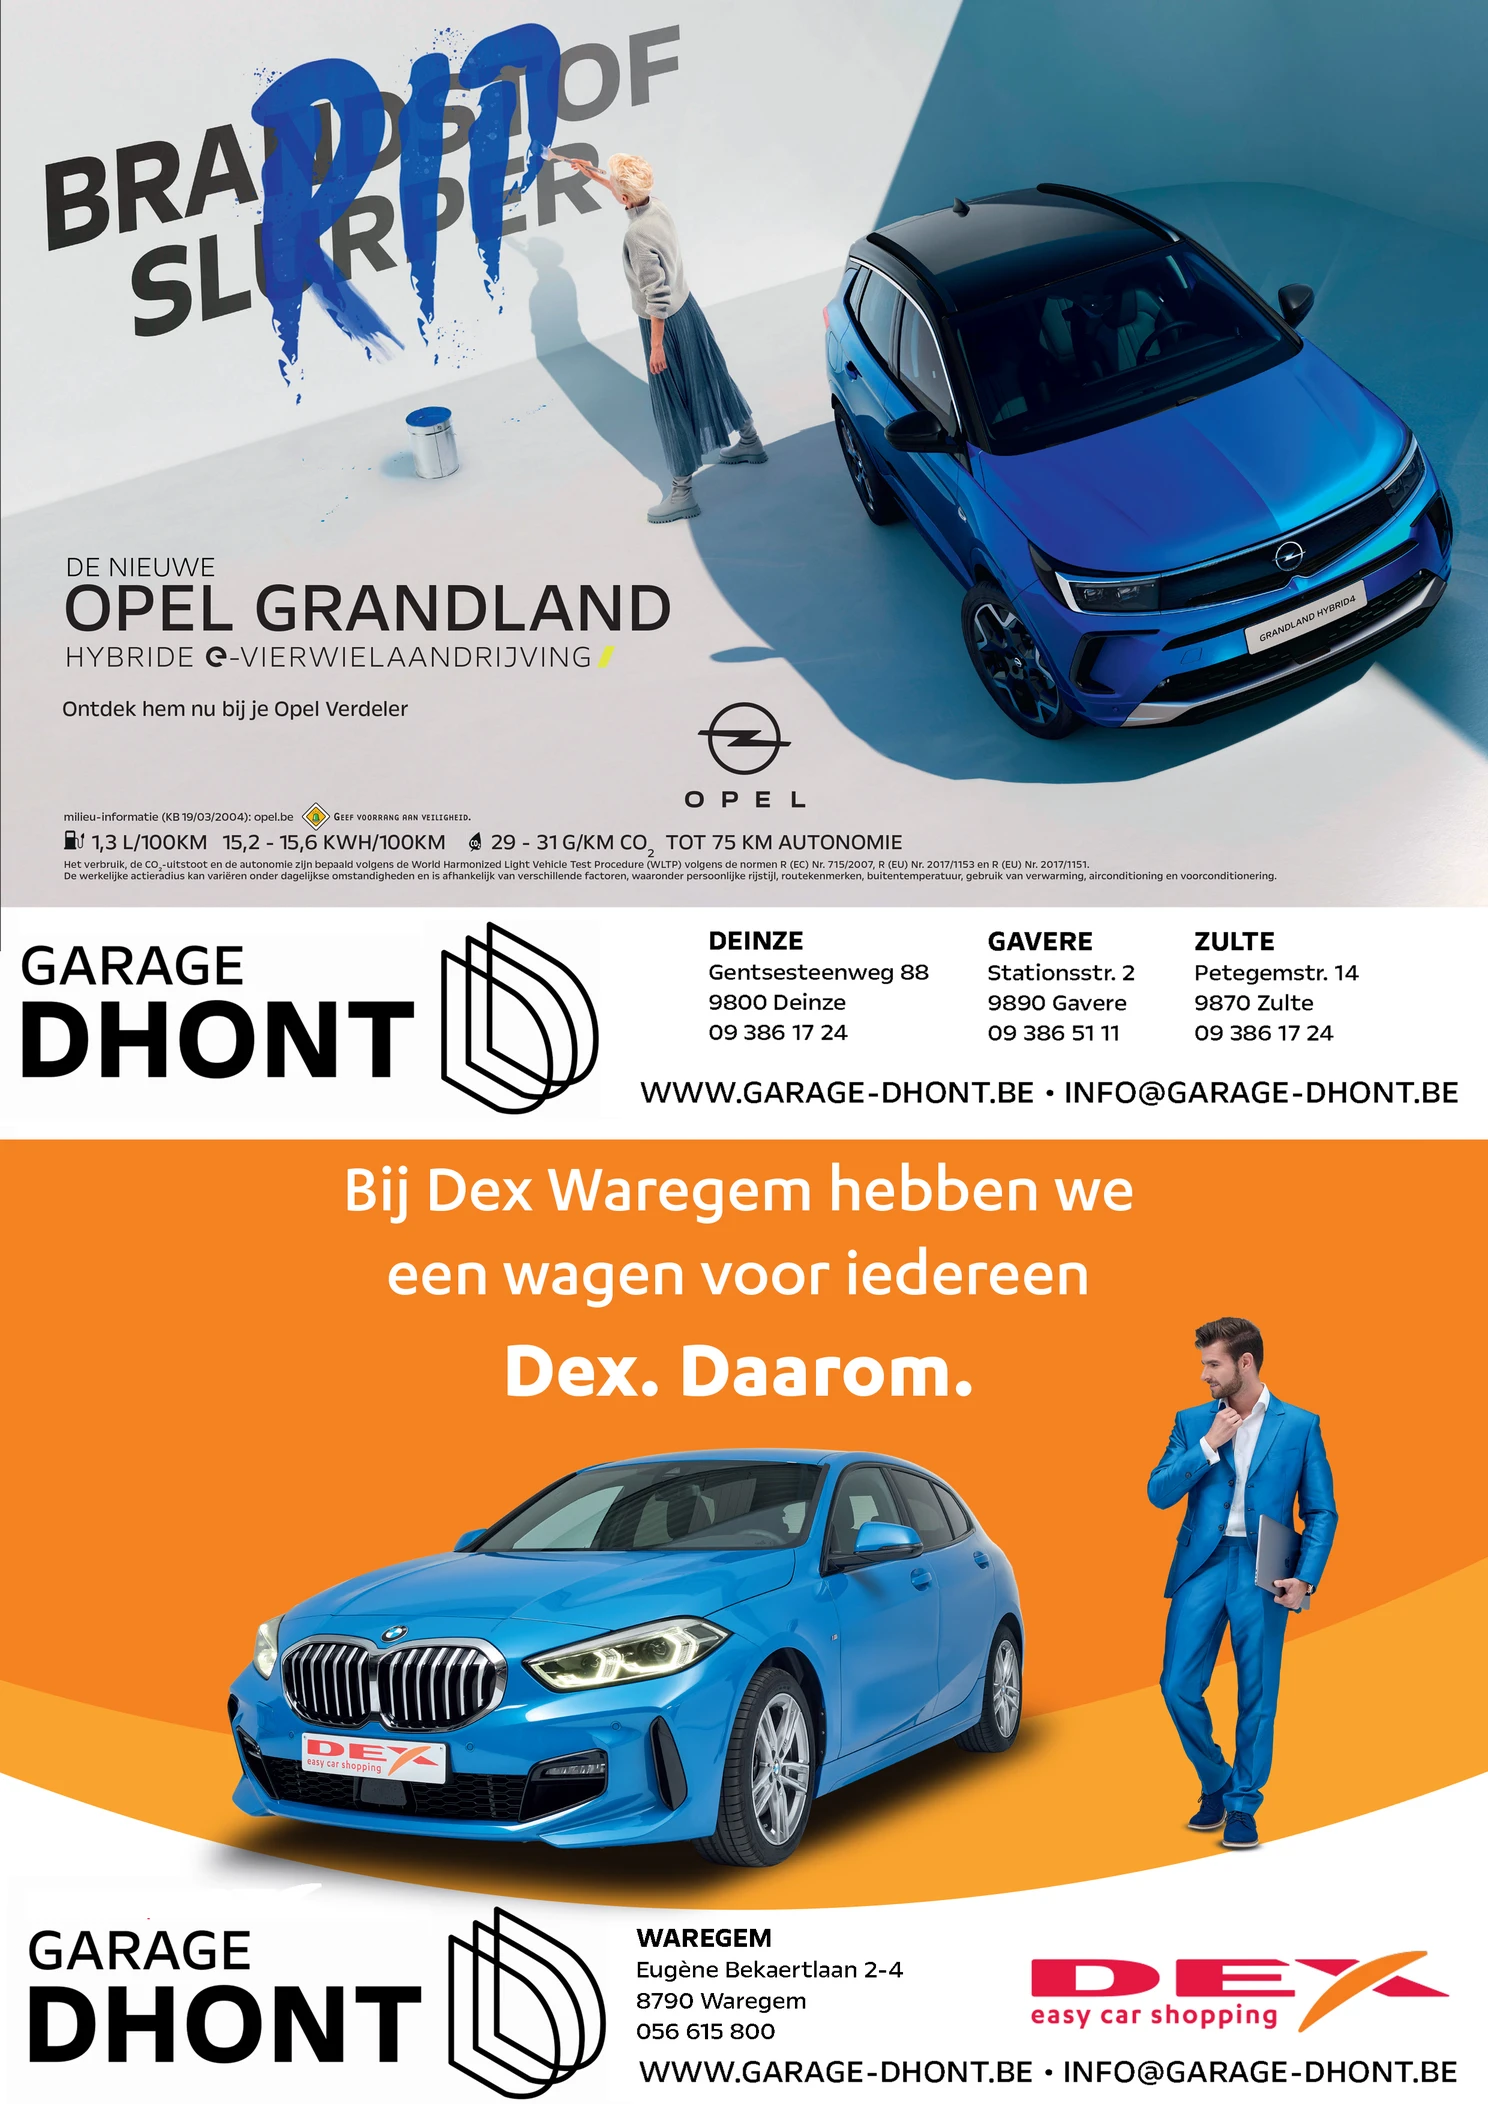 BRANDSTOF
SLURPER
RIP
DE NIEUWE
OPEL GRANDLAND
HYBRIDE e-VIERWIELAANDRIJVING
Ontdek hem nu bij je Opel Verdeler
GRANDLAND HYBRID4
OPEL
milieu-informatie (KB 19/03/2004): opel.be GEEF VOORRANG AAN VEILIGHEID.
1,3 L/100KM 15,2 - 15,6 KWH/100KM CO2 29 - 31 G/KM CO2 TOT 75 KM AUTONOMIE
Het verbruik, de CO2-uitstoot en de autonomie zijn bepaald volgens de World Harmonized Light Vehicle Test Procedure (WLTP) volgens de normen R (EC) Nr. 715/2007, R (EU) Nr. 2017/1153 en R (EU) Nr. 2017/1151.
De werkelijke actieradius kan variëren onder dagelijkse omstandigheden en is afhankelijk van verschillende factoren, waaronder persoonlijke rijstijl, routekenmerken, buitentemperatuur, gebruik van verwarming, airconditioning en voorconditionering.
GARAGE
DHONT
DEINZE
Gentsesteenweg 88
9800 Deinze
09 386 17 24
GAVERE
Stationsstr. 2
9890 Gavere
09 386 51 11
ZULTE
Petegemstr. 14
9870 Zulte
09 386 17 24
WWW.GARAGE-DHONT.BE • INFO@GARAGE-DHONT.BE
Bij Dex Waregem hebben we
een wagen voor iedereen
Dex. Daarom.
DEX
easy car shopping
GARAGE
DHONT
WAREGEM
Eugène Bekaertlaan 2-4
8790 Waregem
056 615 800
DEX
easy car shopping
WWW.GARAGE-DHONT.BE • INFO@GARAGE-DHONT.BE